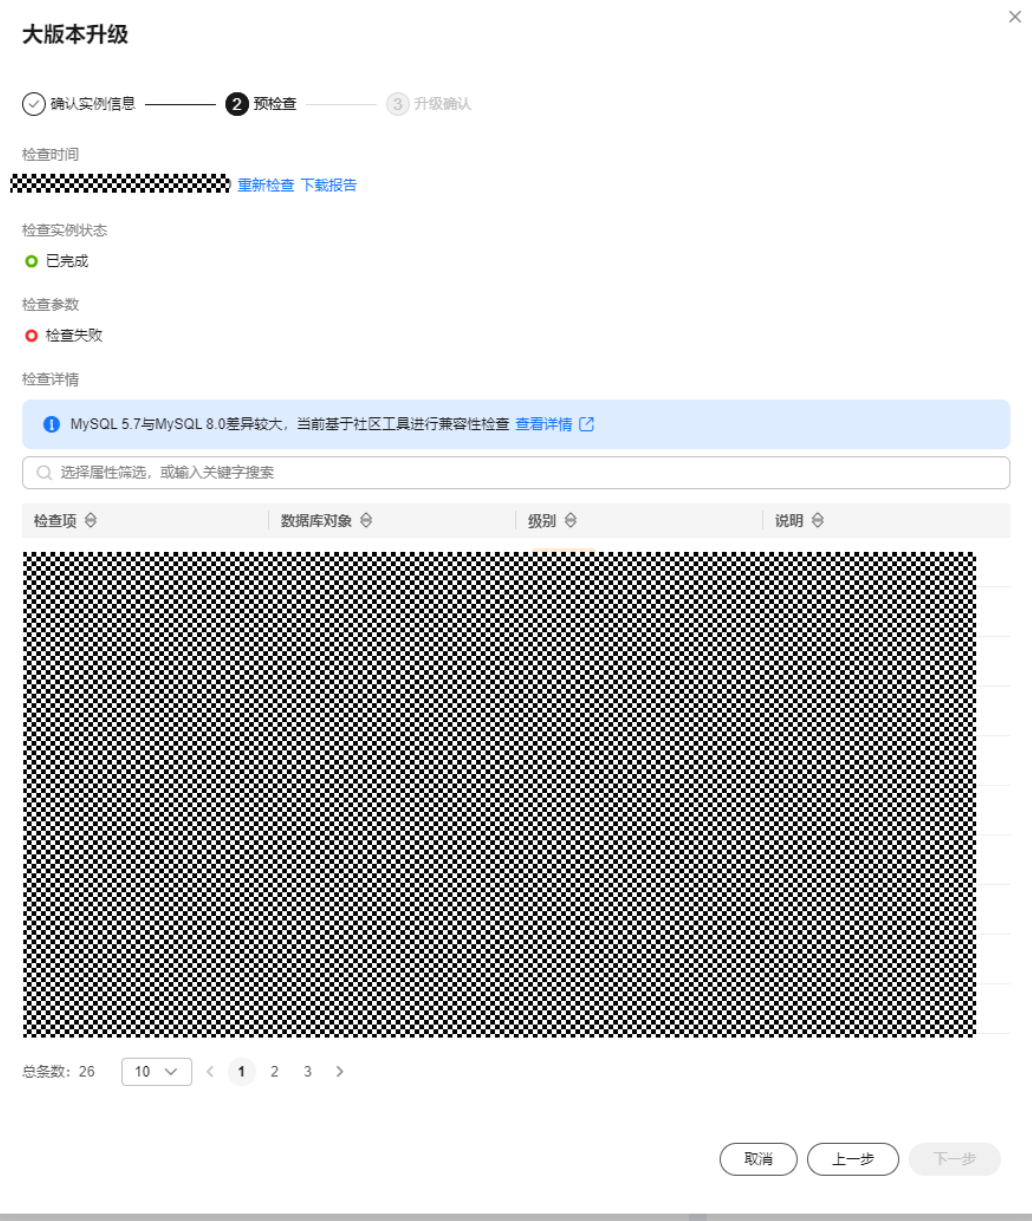 大版本升级
确认实例信息 2 预检查 3 升级确认
检查时间
重新检查 下载报告
检查实例状态
已完成
检查参数
检查失败
检查详情
MySQL 5.7与MySQL 8.0差异较大，当前基于社区工具进行兼容性检查 查看详情
选择属性筛选，或输入关键字搜索
检查项 数据库对象 级别 说明
总条数：26 10 < 1 2 3 >
取消 上一步 下一步